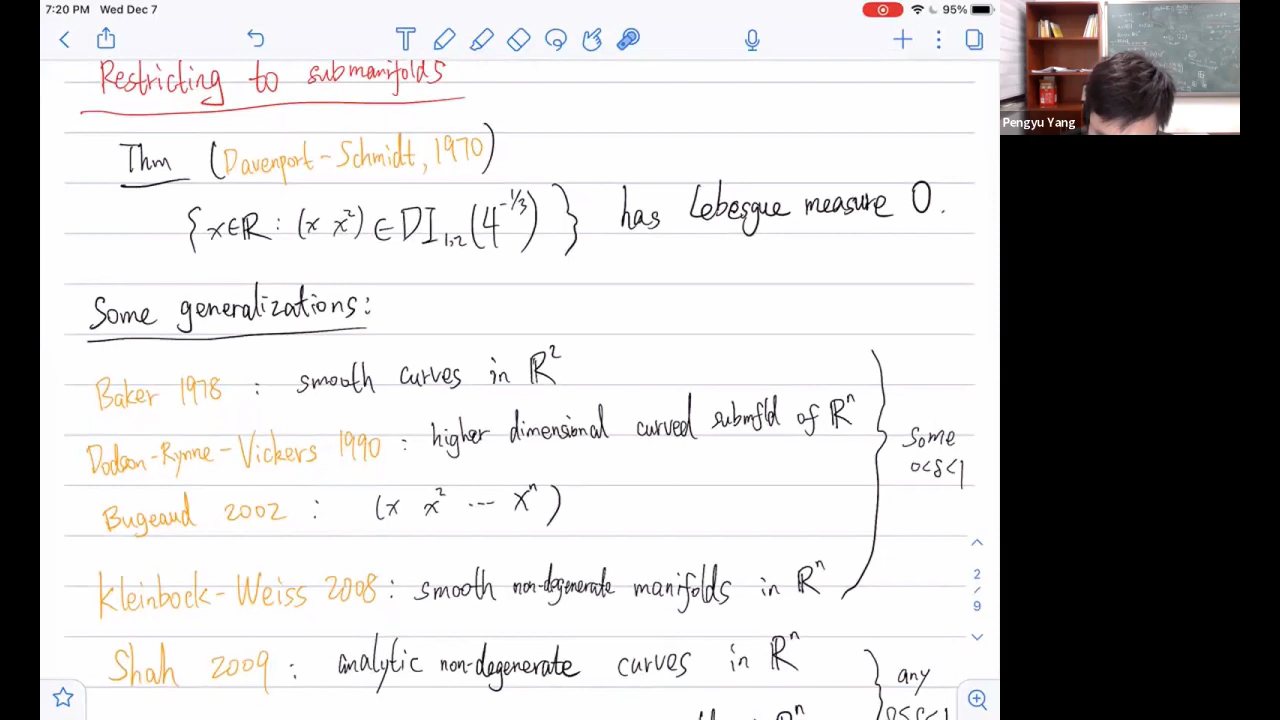 7:20 PM Wed Dec 7
95%
Pengyu Yang
Restricting to submanifolds
Thm (Davenport-Schmidt, 1970)
{x∈ℝ : (x x²) ∈ DI₁,₂(4^{-1/3})} has Lebesgue measure 0.
Some generalizations:
Baker 1978 : smooth curves in ℝ²
Dodson-Rynne-Vickers 1990 : higher dimensional curved submfld of ℝⁿ
some
0<δ<1
Bugeaud 2002 : (x x² ... xⁿ)
Kleinbock-Weiss 2008 : smooth non-degenerate manifolds in ℝⁿ
2
/
9
Shah 2009 : analytic non-degenerate curves in ℝⁿ
any